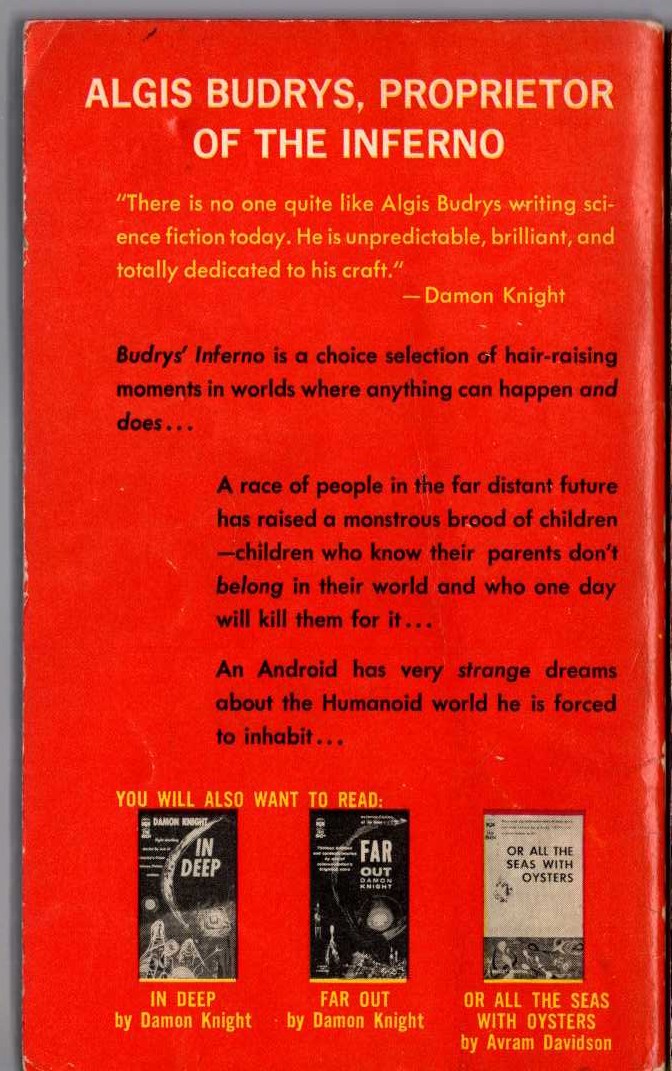 ALGIS BUDRYS, PROPRIETOR
OF THE INFERNO
"There is no one quite like Algis Budrys writing sci-
ence fiction today. He is unpredictable, brilliant, and
totally dedicated to his craft."
—Damon Knight
Budrys' Inferno is a choice selection of hair-raising
moments in worlds where anything can happen and
does...
A race of people in the far distant future
has raised a monstrous brood of children
—children who know their parents don't
belong in their world and who one day
will kill them for it...
An Android has very strange dreams
about the Humanoid world he is forced
to inhabit...
YOU WILL ALSO WANT TO READ:
DAMON KNIGHT
IN
DEEP
FAR
OUT
DAMON
KNIGHT
OR ALL THE
SEAS WITH
OYSTERS
IN DEEP
by Damon Knight
FAR OUT
by Damon Knight
OR ALL THE SEAS
WITH OYSTERS
by Avram Davidson